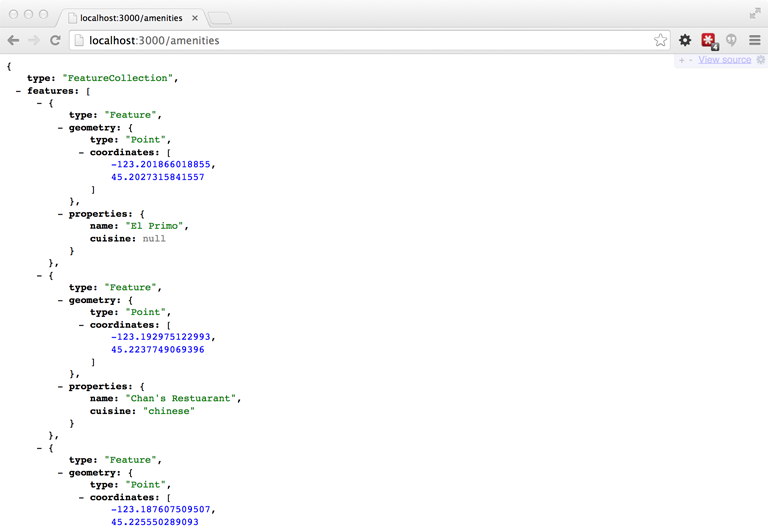 localhost:3000/amenities
localhost:3000/amenities
4
+ - View source
{
type: "FeatureCollection",
- features: [
- {
type: "Feature",
- geometry: {
type: "Point",
- coordinates: [
-123.201866018855,
45.2027315841557
]
},
- properties: {
name: "El Primo",
cuisine: null
}
},
- {
type: "Feature",
- geometry: {
type: "Point",
- coordinates: [
-123.192975122993,
45.2237749069396
]
},
- properties: {
name: "Chan's Restuarant",
cuisine: "chinese"
}
},
- {
type: "Feature",
- geometry: {
type: "Point",
- coordinates: [
-123.187607509507,
45.225550289093